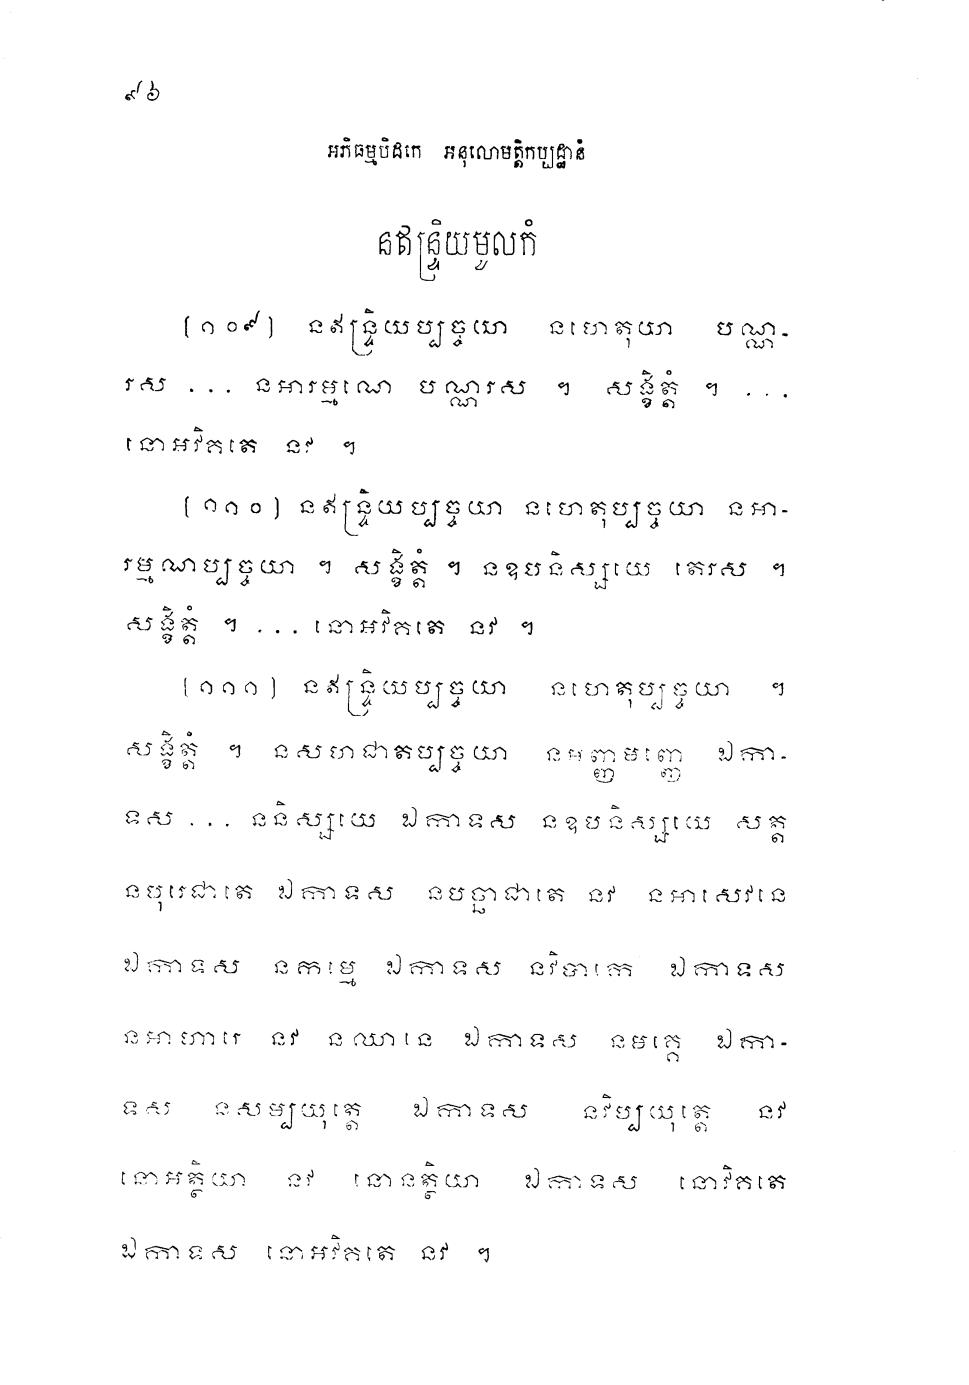 ៩៦
អភិធម្មបិដកេ អនុលោមត្តិកប្បដ្ឋានំ
នឥន្ទ្រិយមូលកំ
(១០៩) នឥន្ទ្រិយប្បច្ចយា នហេតុយា បណ្ណ-
រស ... នអារម្មណេ បណ្ណរស ។ សង្ខិត្តំ ។ ...
នោអវិគតេ នវ ។
(១១០) នឥន្ទ្រិយប្បច្ចយា នហេតុប្បច្ចយា នអា-
រម្មណប្បច្ចយា ។ សង្ខិត្តំ ។ នឧបនិស្សយេ តេរស ។
សង្ខិត្តំ ។ ... នោអវិគតេ នវ ។
(១១១) នឥន្ទ្រិយប្បច្ចយា នហេតុប្បច្ចយា ។
សង្ខិត្តំ ។ នសហជាតប្បច្ចយា នអញ្ញមញ្ញេ ឯកា-
ទស ... ននិស្សយេ ឯកាទស នឧបនិស្សយេ សត្ត
នបុរេជាតេ ឯកាទស នបច្ឆាជាតេ នវ នអាសេវនេ
ឯកាទស នកម្មេ ឯកាទស នវិបាកេ ឯកាទស
នអាហារេ នវ នឈានេ ឯកាទស នមគ្គេ ឯកា-
ទស នសម្បយុត្តេ ឯកាទស នវិប្បយុត្តេ នវ
នោអត្ថិយា នវ នោនត្ថិយា ឯកាទស នោវិគតេ
ឯកាទស នោអវិគតេ នវ ។